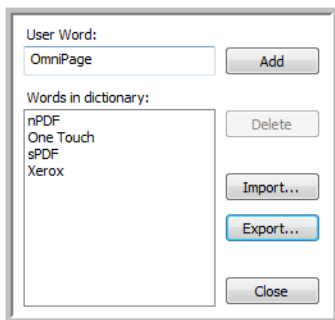 User Word:
OmniPage
Add
Words in dictionary:
nPDF
One Touch
sPDF
Xerox
Delete
Import...
Export...
Close